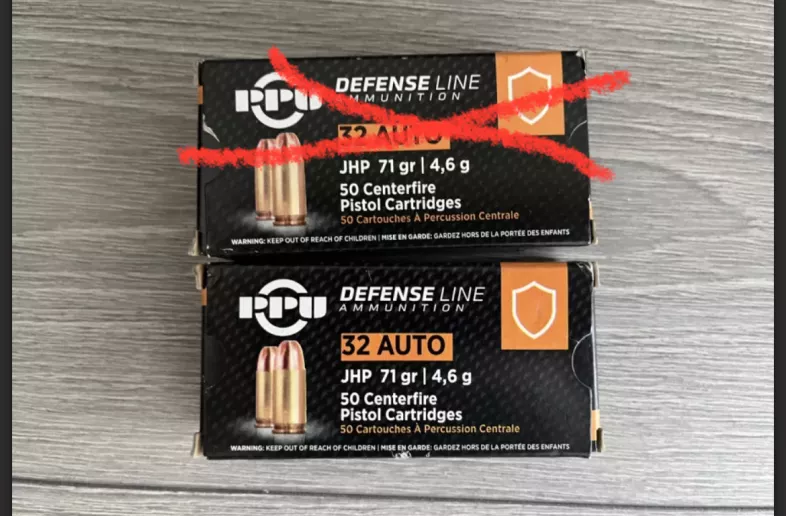 PPU
DEFENSE LINE
AMMUNITION
32 AUTO
JHP 71 gr | 4,6 g
50 Centerfire
Pistol Cartridges
50 Cartouches À Percussion Centrale
WARNING: KEEP OUT OF REACH OF CHILDREN | MISE EN GARDE: GARDEZ HORS DE LA PORTÉE DES ENFANTS
PPU
DEFENSE LINE
AMMUNITION
32 AUTO
JHP 71 gr | 4,6 g
50 Centerfire
Pistol Cartridges
50 Cartouches À Percussion Centrale
WARNING: KEEP OUT OF REACH OF CHILDREN | MISE EN GARDE: GARDEZ HORS DE LA PORTÉE DES ENFANTS